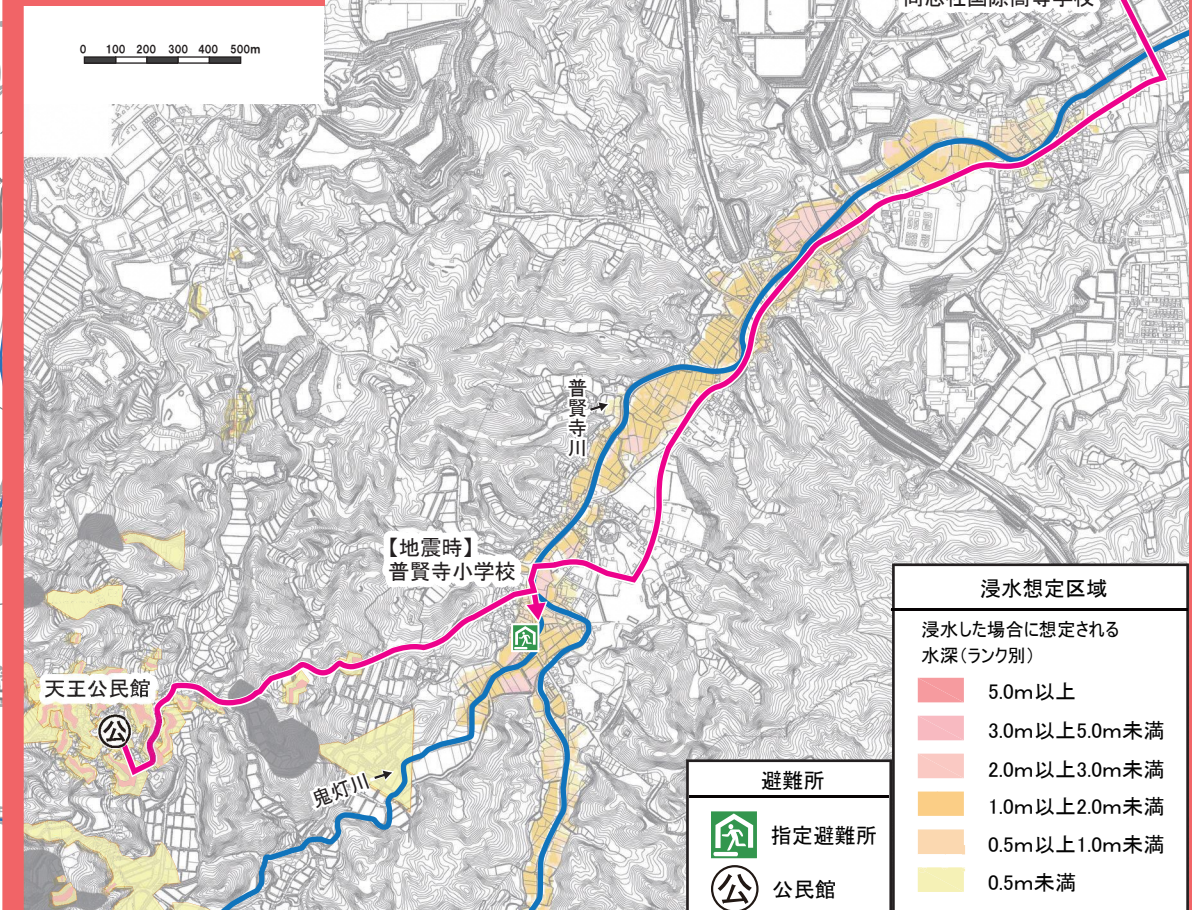 同志社国際高等学校
0 100 200 300 400 500m
普賢寺川
【地震時】
普賢寺小学校
天王公民館
公
鬼灯川
浸水想定区域
浸水した場合に想定される
水深(ランク別)
5.0m以上
3.0m以上5.0m未満
2.0m以上3.0m未満
1.0m以上2.0m未満
0.5m以上1.0m未満
0.5m未満
避難所
指定避難所
公 公民館